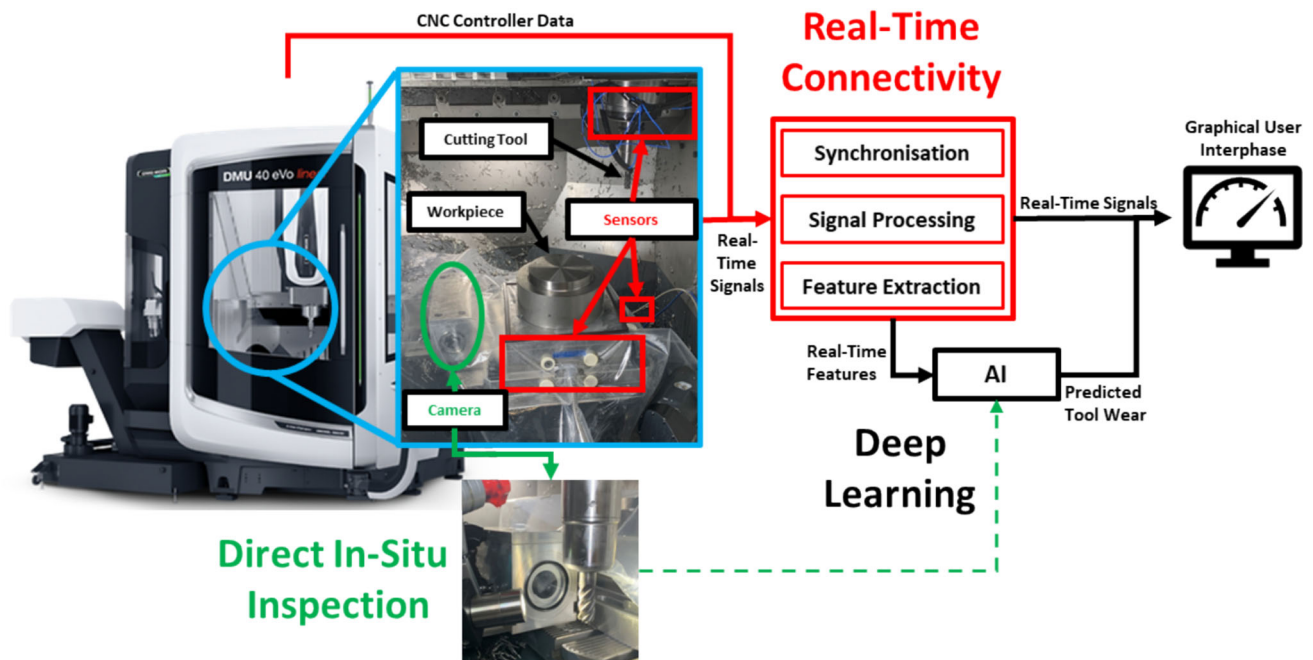 CNC Controller Data
Real-Time
Connectivity
Cutting Tool
Workpiece
Sensors
Camera
DMU 40 eVo linear
Real-
Time
Signals
Synchronisation
Signal Processing
Feature Extraction
Graphical User
Interphase
Real-Time Signals
Real-Time
Features
AI
Predicted
Tool Wear
Deep
Learning
Direct In-Situ
Inspection